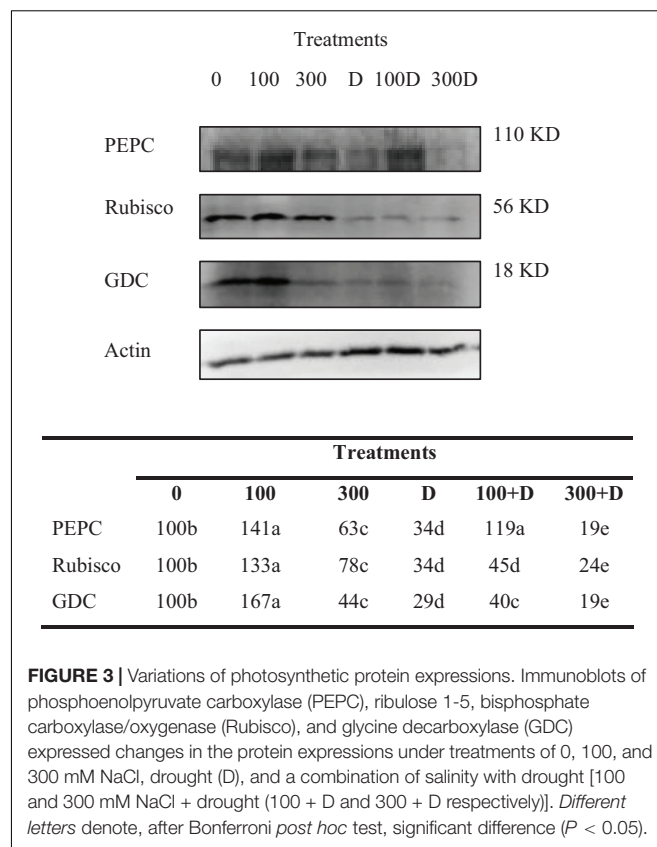 Treatments
0 100 300 D 100D 300D
PEPC 110 KD
Rubisco 56 KD
GDC 18 KD
Actin
Treatments
0 100 300 D 100+D 300+D
PEPC 100b 141a 63c 34d 119a 19e
Rubisco 100b 133a 78c 34d 45d 24e
GDC 100b 167a 44c 29d 40c 19e
FIGURE 3 | Variations of photosynthetic protein expressions. Immunoblots of
phosphoenolpyruvate carboxylase (PEPC), ribulose 1-5, bisphosphate
carboxylase/oxygenase (Rubisco), and glycine decarboxylase (GDC)
expressed changes in the protein expressions under treatments of 0, 100, and
300 mM NaCl, drought (D), and a combination of salinity with drought [100
and 300 mM NaCl + drought (100 + D and 300 + D respectively)]. Different
letters denote, after Bonferroni post hoc test, significant difference (P < 0.05).